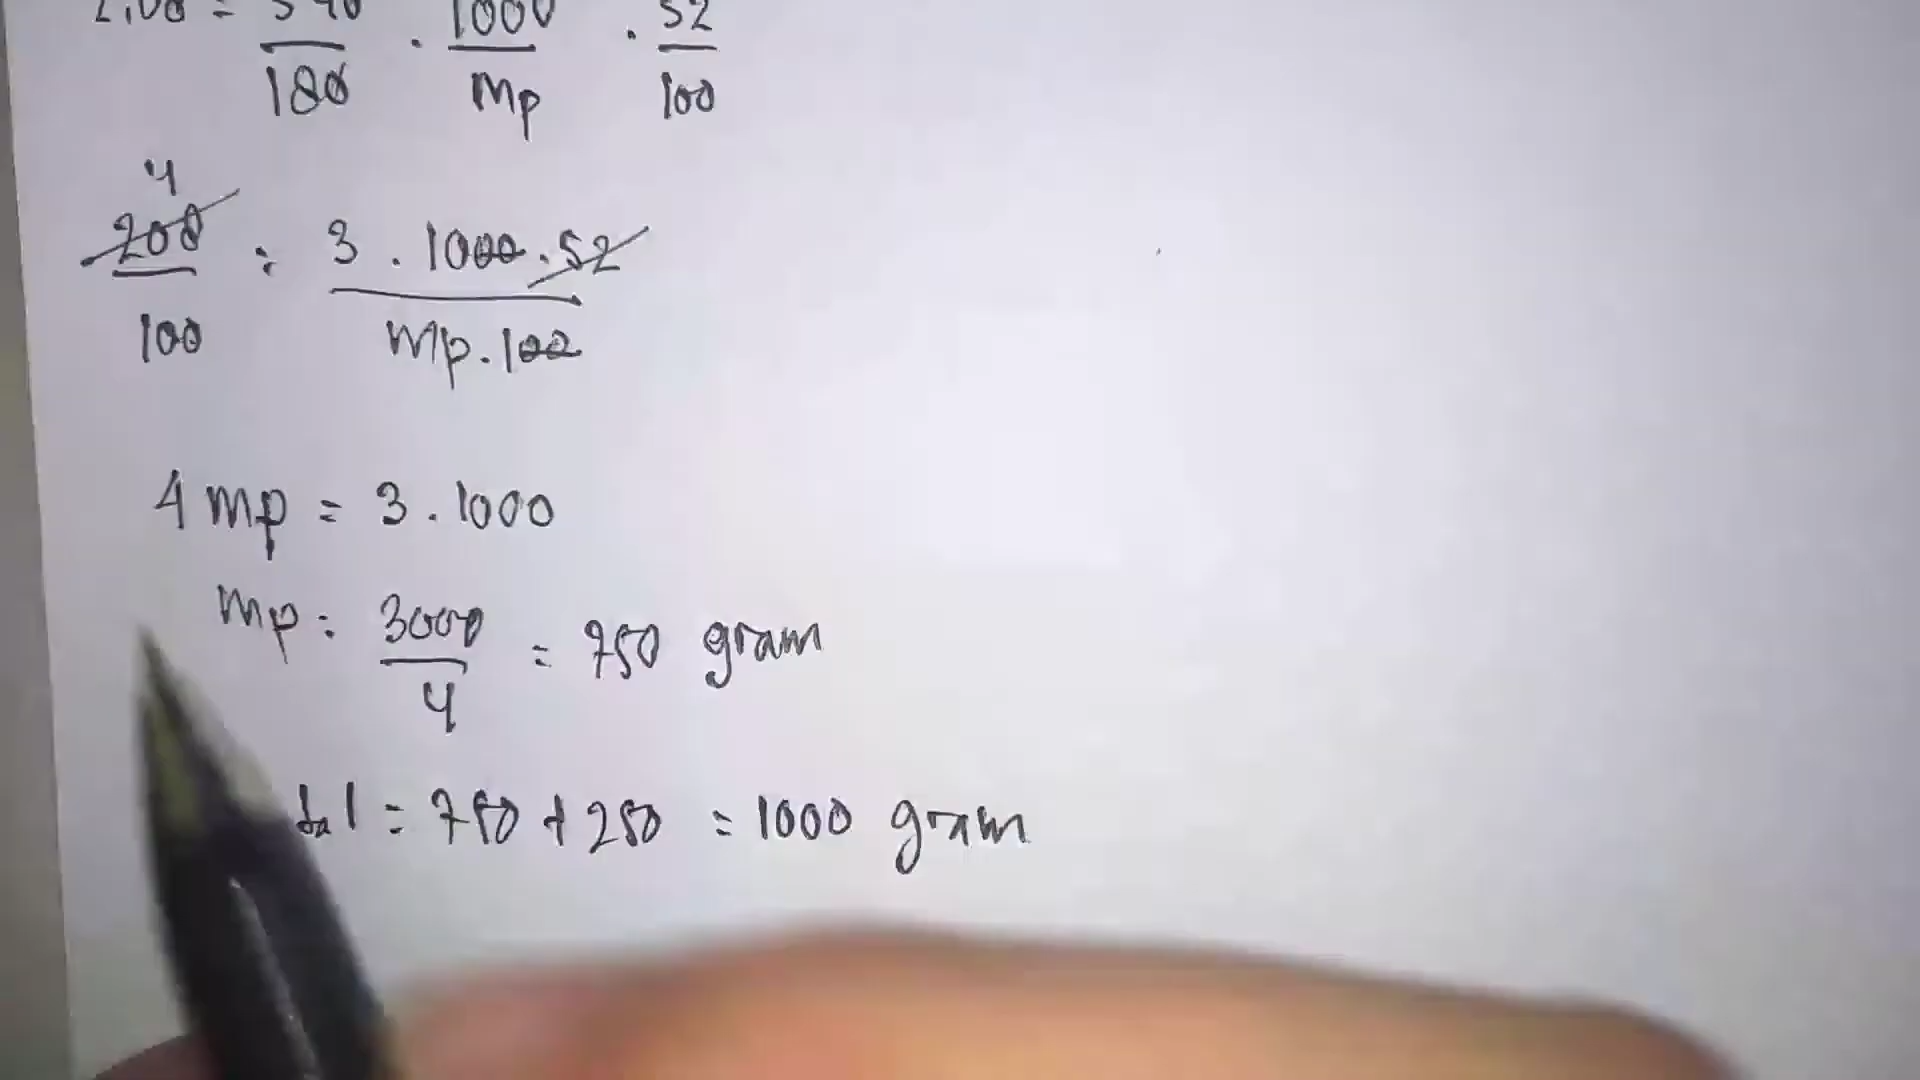 540 . 1000 . 52
180 mp 100
4
200 = 3 . 1000 . 52
100 mp . 100
4 mp = 3 . 1000
mp = 3000 = 750 gram
4
= 750 + 250 = 1000 gram